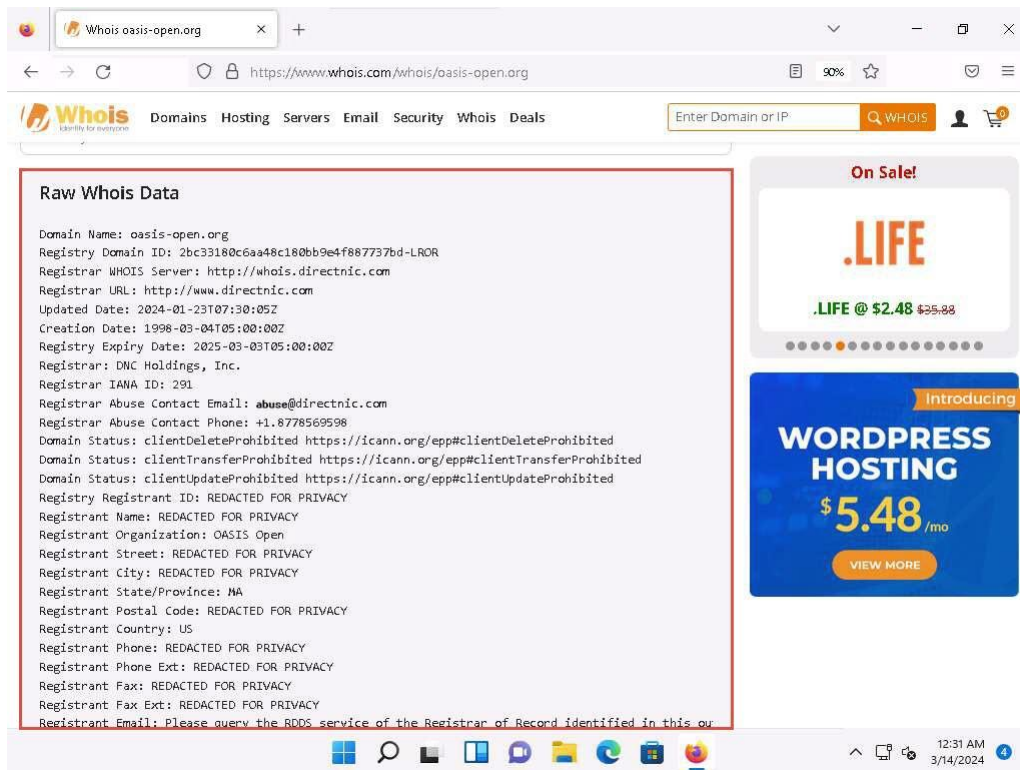 Whois oasis-open.org
https://www.whois.com/whois/oasis-open.org
90%
Whois
Identity for everyone
Domains Hosting Servers Email Security Whois Deals
Enter Domain or IP
WHOIS
0
Raw Whois Data
Domain Name: oasis-open.org
Registry Domain ID: 2bc33180c6aa48c180bb9e4f887737bd-LROR
Registrar WHOIS Server: http://whois.directnic.com
Registrar URL: http://www.directnic.com
Updated Date: 2024-01-23T07:30:05Z
Creation Date: 1998-03-04T05:00:00Z
Registry Expiry Date: 2025-03-03T05:00:00Z
Registrar: DNC Holdings, Inc.
Registrar IANA ID: 291
Registrar Abuse Contact Email: abuse@directnic.com
Registrar Abuse Contact Phone: +1.8778569598
Domain Status: clientDeleteProhibited https://icann.org/epp#clientDeleteProhibited
Domain Status: clientTransferProhibited https://icann.org/epp#clientTransferProhibited
Domain Status: clientUpdateProhibited https://icann.org/epp#clientUpdateProhibited
Registry Registrant ID: REDACTED FOR PRIVACY
Registrant Name: REDACTED FOR PRIVACY
Registrant Organization: OASIS Open
Registrant Street: REDACTED FOR PRIVACY
Registrant City: REDACTED FOR PRIVACY
Registrant State/Province: MA
Registrant Postal Code: REDACTED FOR PRIVACY
Registrant Country: US
Registrant Phone: REDACTED FOR PRIVACY
Registrant Phone Ext: REDACTED FOR PRIVACY
Registrant Fax: REDACTED FOR PRIVACY
Registrant Fax Ext: REDACTED FOR PRIVACY
Registrant Email: Please query the RDDS service of the Registrar of Record identified in this ou
On Sale!
.LIFE
.LIFE @ $2.48 $35.88
Introducing
WORDPRESS
HOSTING
$5.48/mo
VIEW MORE
12:31 AM
3/14/2024
4